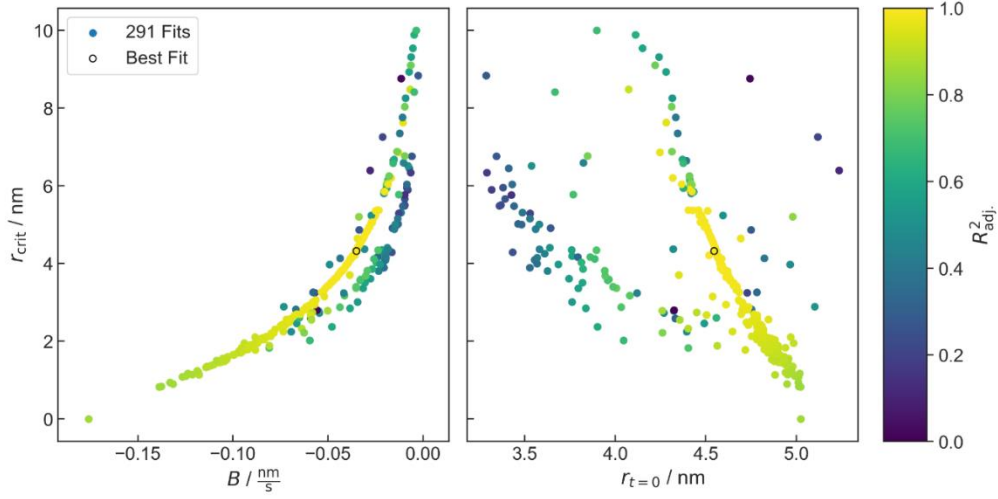 291 Fits
Best Fit
10
8
6
4
2
0
r_crit / nm
−0.15 −0.10 −0.05 0.00
B / nm/s
3.5 4.0 4.5 5.0
r_{t=0} / nm
1.0
0.8
0.6
0.4
0.2
0.0
R²_adj.